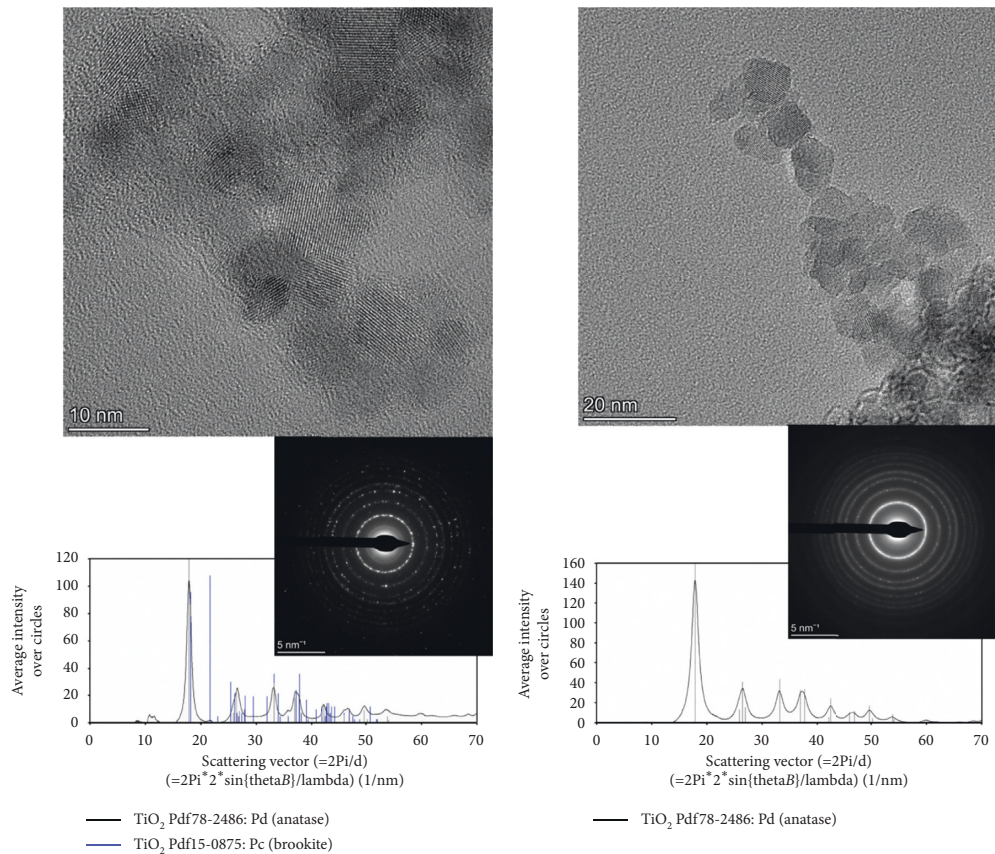 10 nm
20 nm
5 nm⁻¹
120
100
80
60
40
20
0
Average intensity
over circles
0 10 20 30 40 50 60 70
Scattering vector (=2Pi/d)
(=2Pi*2*sin{thetaB}/lambda) (1/nm)
TiO₂ Pdf78-2486: Pd (anatase)
TiO₂ Pdf15-0875: Pc (brookite)
5 nm⁻¹
160
140
120
100
80
60
40
20
0
Average intensity
over circles
0 10 20 30 40 50 60 70
Scattering vector (=2Pi/d)
(=2Pi*2*sin{thetaB}/lambda) (1/nm)
TiO₂ Pdf78-2486: Pd (anatase)